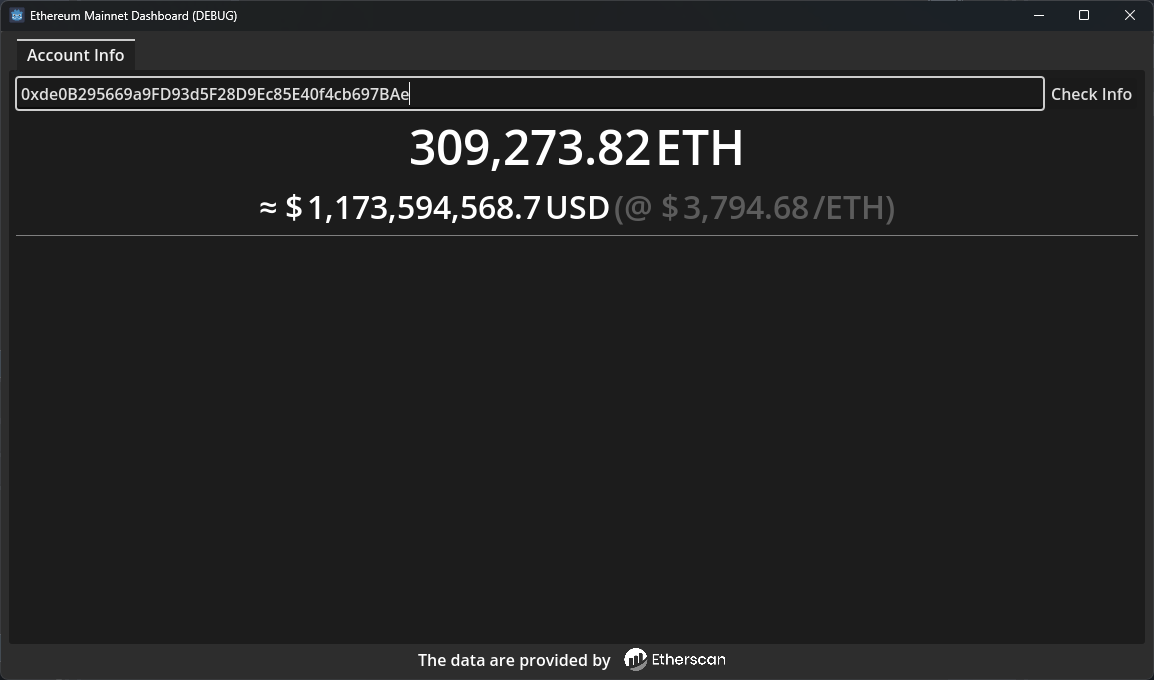 Ethereum Mainnet Dashboard (DEBUG)
Account Info
0xde0B295669a9FD93d5F28D9Ec85E40f4cb697BAe Check Info
309,273.82 ETH
≈ $ 1,173,594,568.7 USD (@ $ 3,794.68 /ETH)
The data are provided by Etherscan